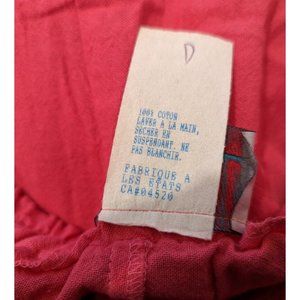 D
100% COTON
LAVER A LA MAIN,
SECHER EN
SUSPENDANT. NE
PAS BLANCHIR.
FABRIQUE A
LES ETATS
CA#04520